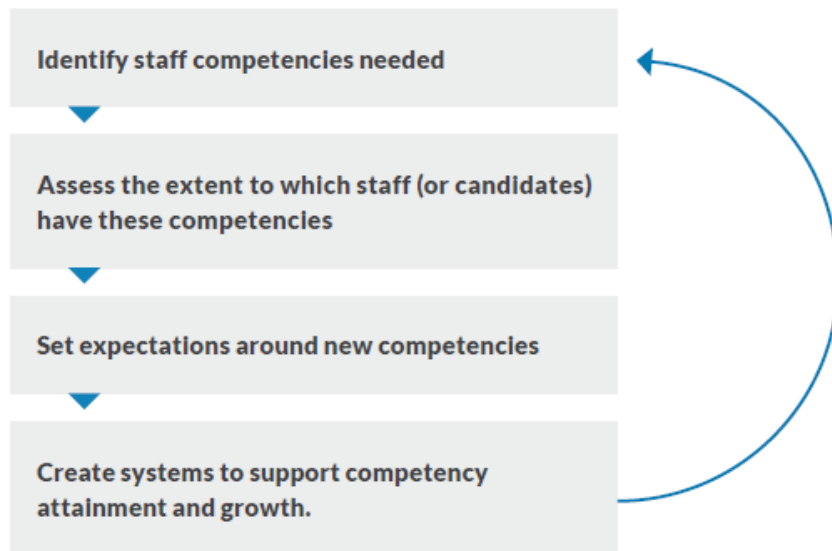 Identify staff competencies needed
Assess the extent to which staff (or candidates)
have these competencies
Set expectations around new competencies
Create systems to support competency
attainment and growth.